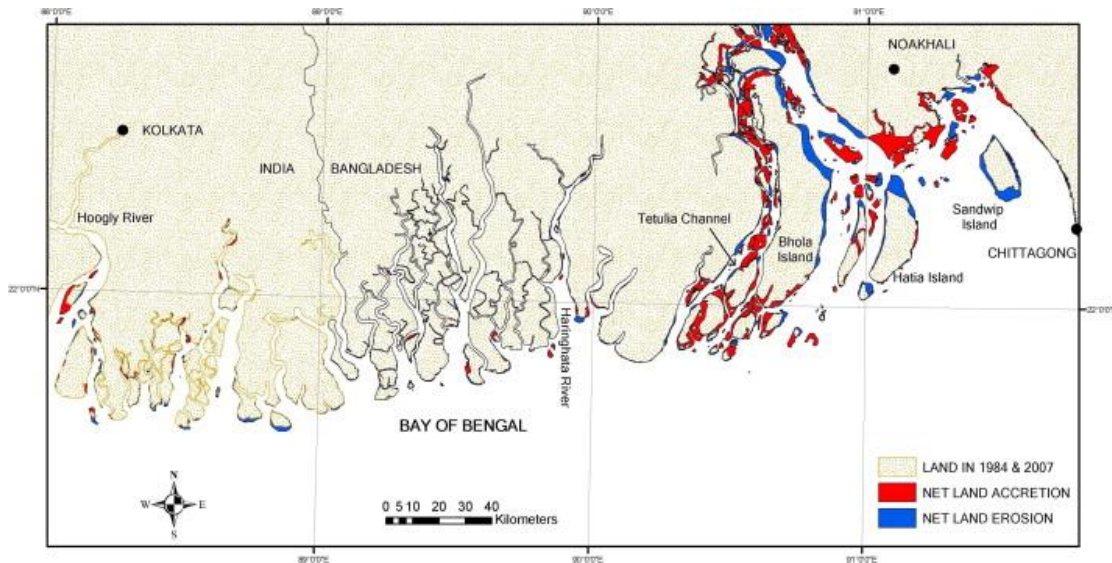 88°0'0"E 89°0'0"E 90°0'0"E 91°0'0"E
NOAKHALI
KOLKATA
INDIA
BANGLADESH
Hoogly River
Tetulia Channel
Bhola
Island
Sandwip
Island
CHITTAGONG
Hatia Island
22°0'0"N
22°0'0"N
Haringhata River
BAY OF BENGAL
N
W E
S
0 5 10 20 30 40
Kilometers
LAND IN 1984 & 2007
NET LAND ACCRETION
NET LAND EROSION
89°0'0"E 90°0'0"E 91°0'0"E